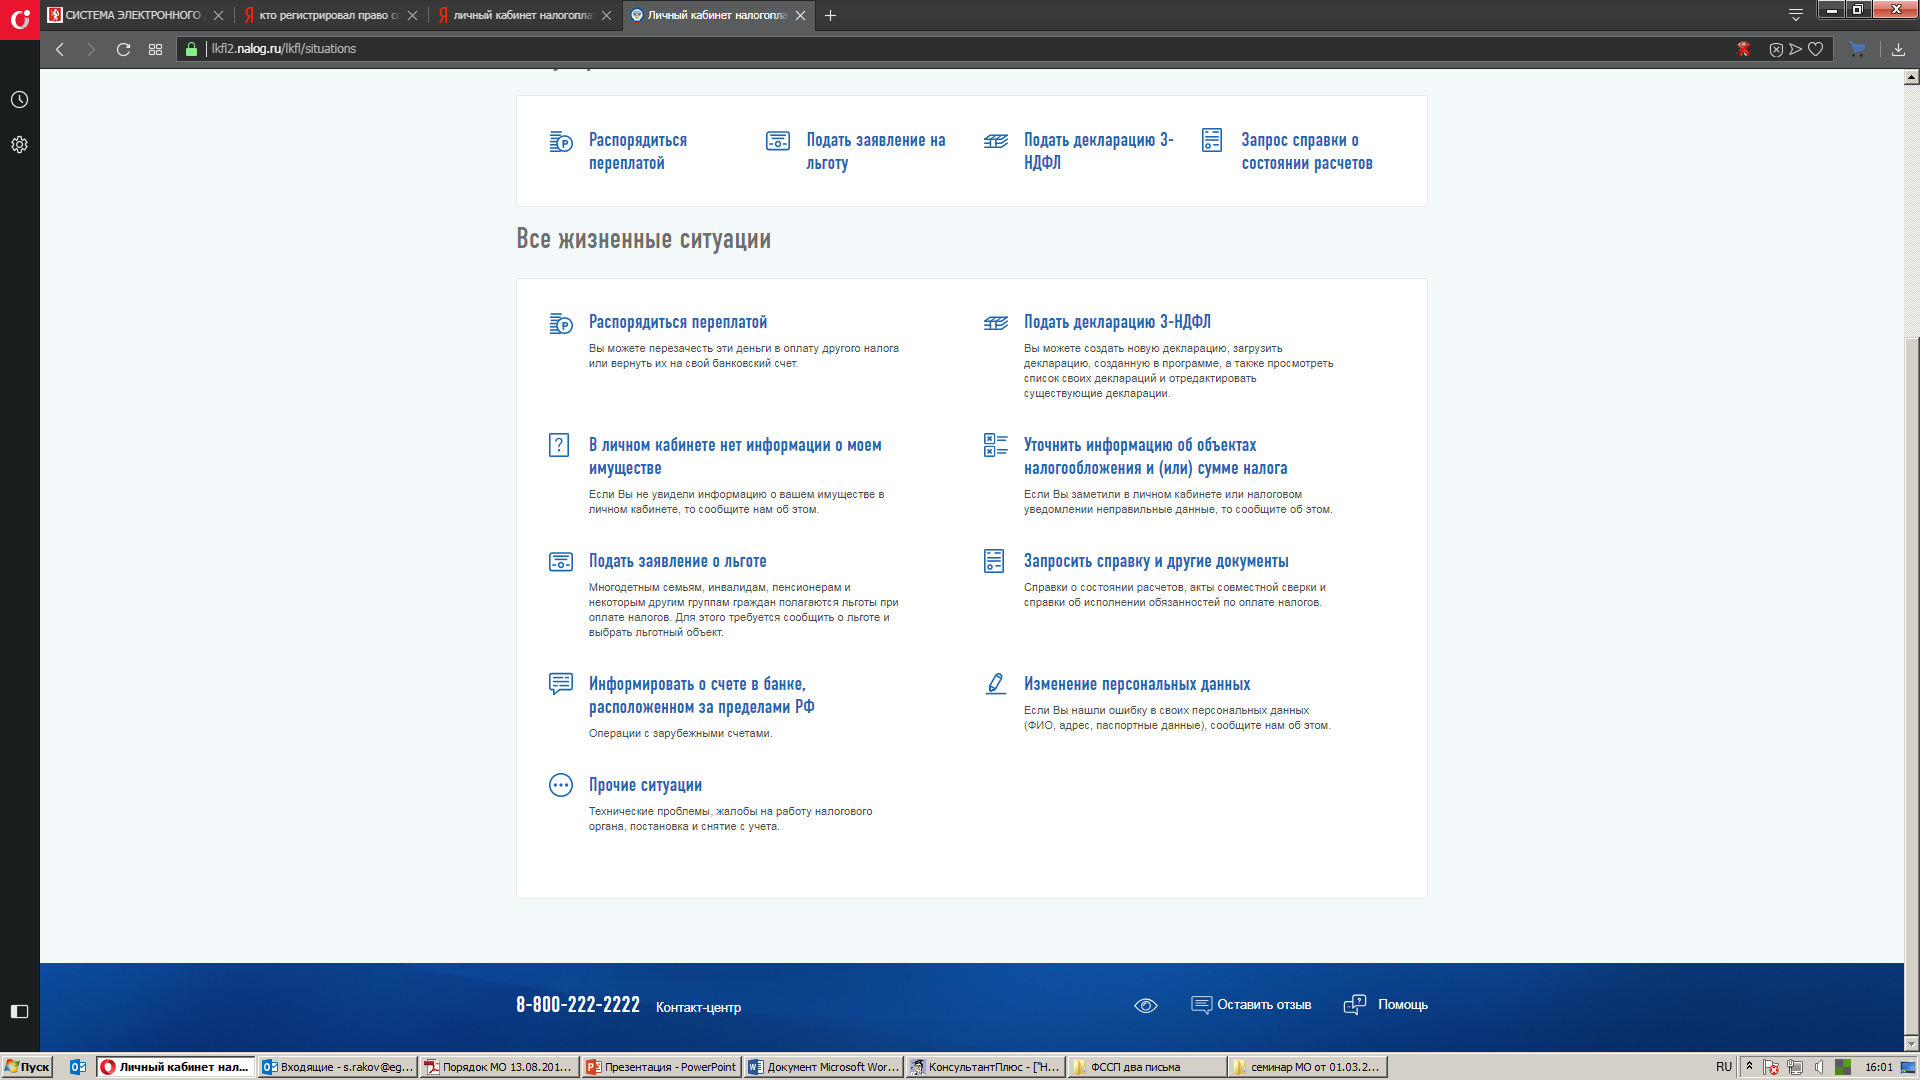 СИСТЕМА ЭЛЕКТРОННОГО
кто регистрировал право со
личный кабинет налогопла
Личный кабинет налогопла
lkfl2.nalog.ru/lkfl/situations
Распорядиться
переплатой
Подать заявление на
льготу
Подать декларацию 3-
НДФЛ
Запрос справки о
состоянии расчетов
Все жизненные ситуации
Распорядиться переплатой
Вы можете перезачесть эти деньги в оплату другого налога
или вернуть их на свой банковский счет.
Подать декларацию 3-НДФЛ
Вы можете создать новую декларацию, загрузить
декларацию, созданную в программе, а также просмотреть
список своих деклараций и отредактировать
существующие декларации.
В личном кабинете нет информации о моем
имуществе
Если Вы не увидели информацию о вашем имуществе в
личном кабинете, то сообщите нам об этом.
Уточнить информацию об объектах
налогообложения и (или) сумме налога
Если Вы заметили в личном кабинете или налоговом
уведомлении неправильные данные, то сообщите об этом.
Подать заявление о льготе
Многодетным семьям, инвалидам, пенсионерам и
некоторым другим группам граждан полагаются льготы при
оплате налогов. Для этого требуется сообщить о льготе и
выбрать льготный объект.
Запросить справку и другие документы
Справки о состоянии расчетов, акты совместной сверки и
справки об исполнении обязанностей по оплате налогов.
Информировать о счете в банке,
расположенном за пределами РФ
Операции с зарубежными счетами.
Изменение персональных данных
Если Вы нашли ошибку в своих персональных данных
(ФИО, адрес, паспортные данные), сообщите нам об этом.
Прочие ситуации
Технические проблемы, жалобы на работу налогового
органа, постановка и снятие с учета.
8-800-222-2222 Контакт-центр
Оставить отзыв
Помощь
Пуск
Личный кабинет нал...
Входящие - s.rakov@eg...
Порядок МО 13.08.201...
Презентация - PowerPoint
Документ Microsoft Wor...
КонсультантПлюс - ["Н...
ФССП два письма
семинар МО от 01.03.2...
RU
16:01